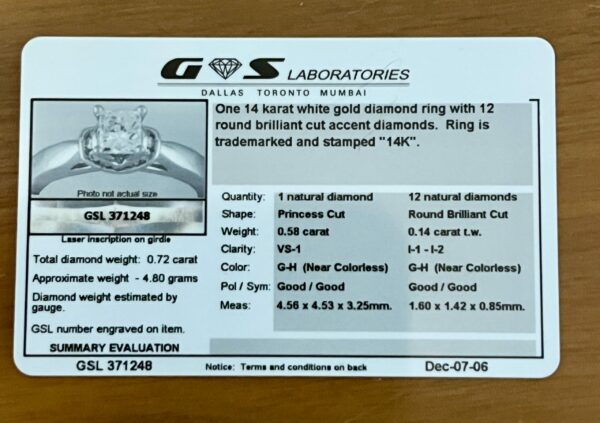 G S LABORATORIES
DALLAS TORONTO MUMBAI
One 14 karat white gold diamond ring with 12
round brilliant cut accent diamonds. Ring is
trademarked and stamped "14K".
Photo not actual size
GSL 371248
Laser inscription on girdle
Total diamond weight: 0.72 carat
Approximate weight - 4.80 grams
Diamond weight estimated by
gauge.
GSL number engraved on item.
SUMMARY EVALUATION
GSL 371248
Quantity: 1 natural diamond 12 natural diamonds
Shape: Princess Cut Round Brilliant Cut
Weight: 0.58 carat 0.14 carat t.w.
Clarity: VS-1 I-1 - I-2
Color: G-H (Near Colorless) G-H (Near Colorless)
Pol / Sym: Good / Good Good / Good
Meas: 4.56 x 4.53 x 3.25mm. 1.60 x 1.42 x 0.85mm.
Notice: Terms and conditions on back
Dec-07-06